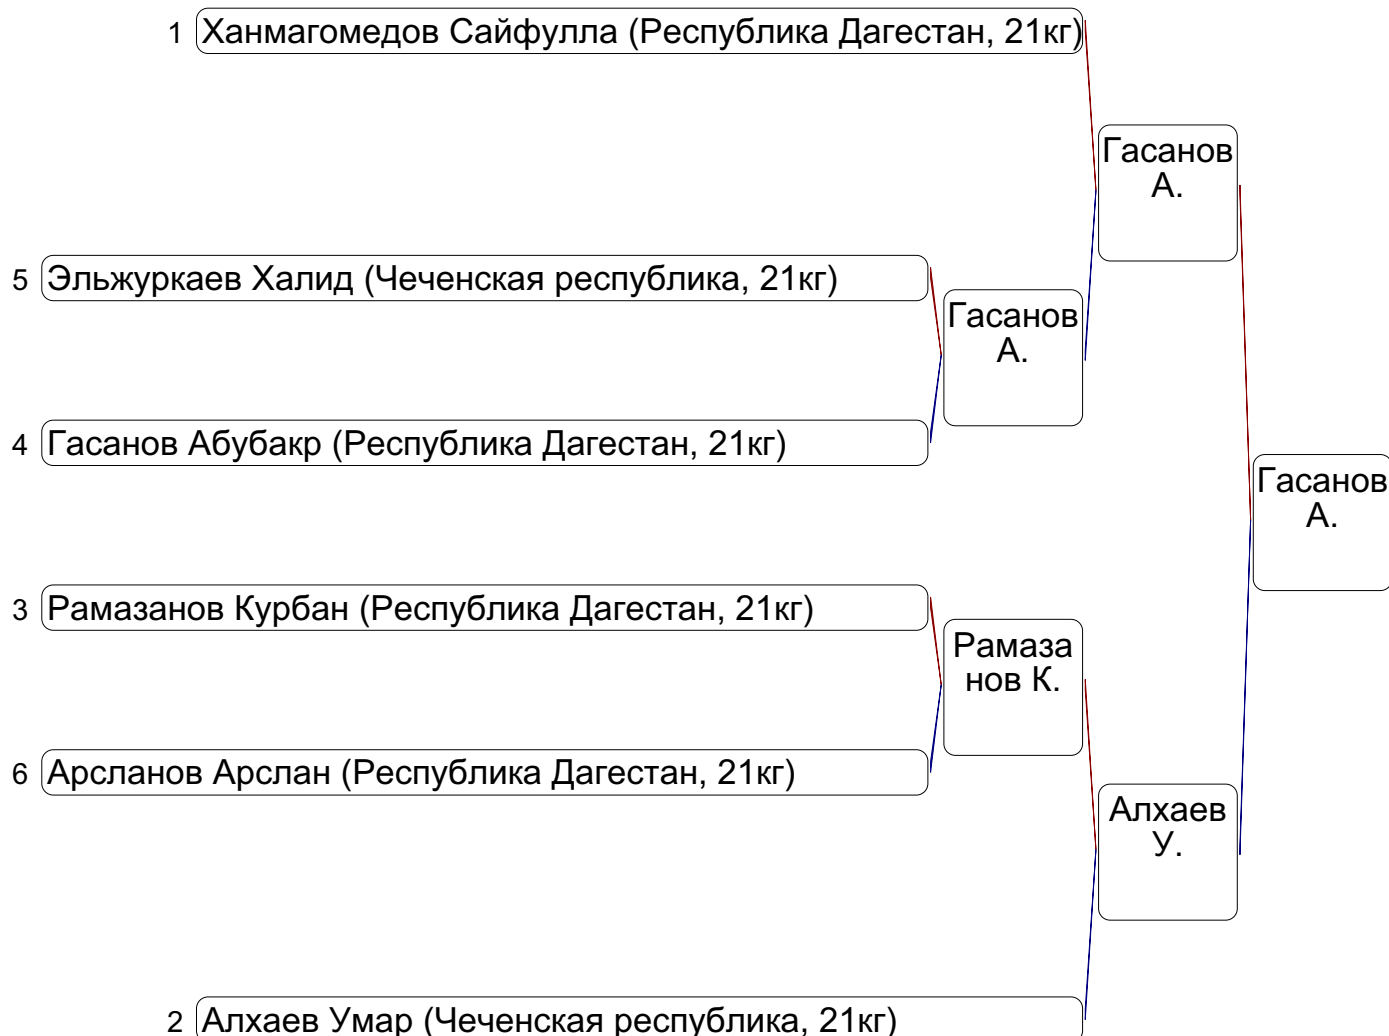 1 Ханмагомедов Сайфулла (Республика Дагестан, 21кг)
Гасанов
А.
5 Эльжуркаев Халид (Чеченская республика, 21кг)
Гасанов
А.
4 Гасанов Абубакр (Республика Дагестан, 21кг)
Гасанов
А.
3 Рамазанов Курбан (Республика Дагестан, 21кг)
Рамаза
нов К.
6 Арсланов Арслан (Республика Дагестан, 21кг)
Алхаев
У.
2 Алхаев Умар (Чеченская республика, 21кг)